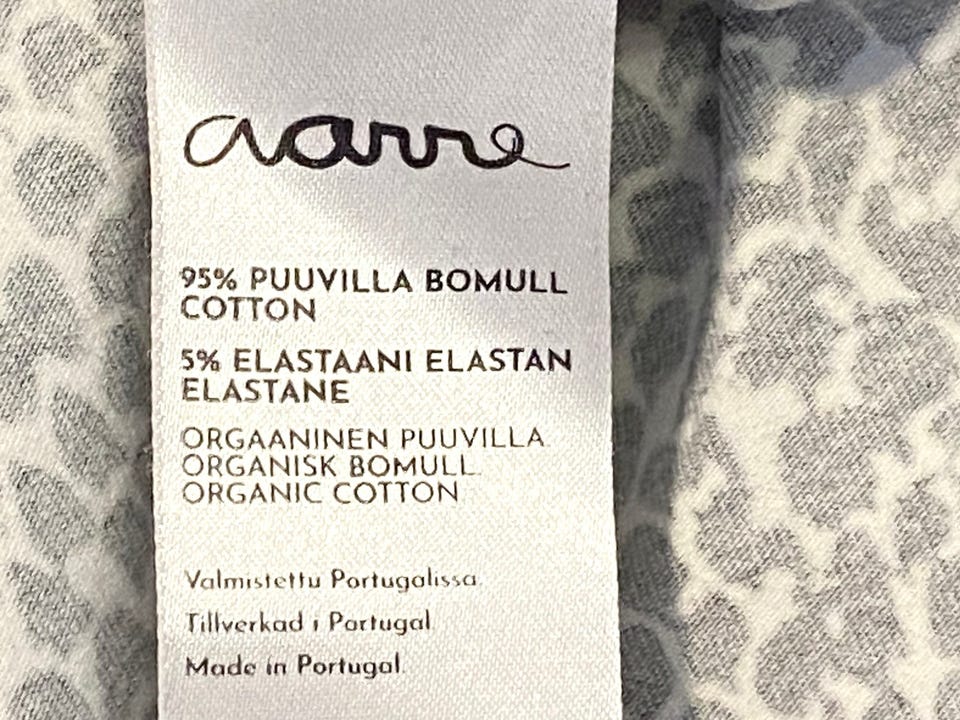 aarre
95% PUUVILLA BOMULL
COTTON
5% ELASTAANI ELASTAN
ELASTANE
ORGAANINEN PUUVILLA.
ORGANISK BOMULL.
ORGANIC COTTON.
Valmistettu Portugalissa.
Tillverkad i Portugal.
Made in Portugal.